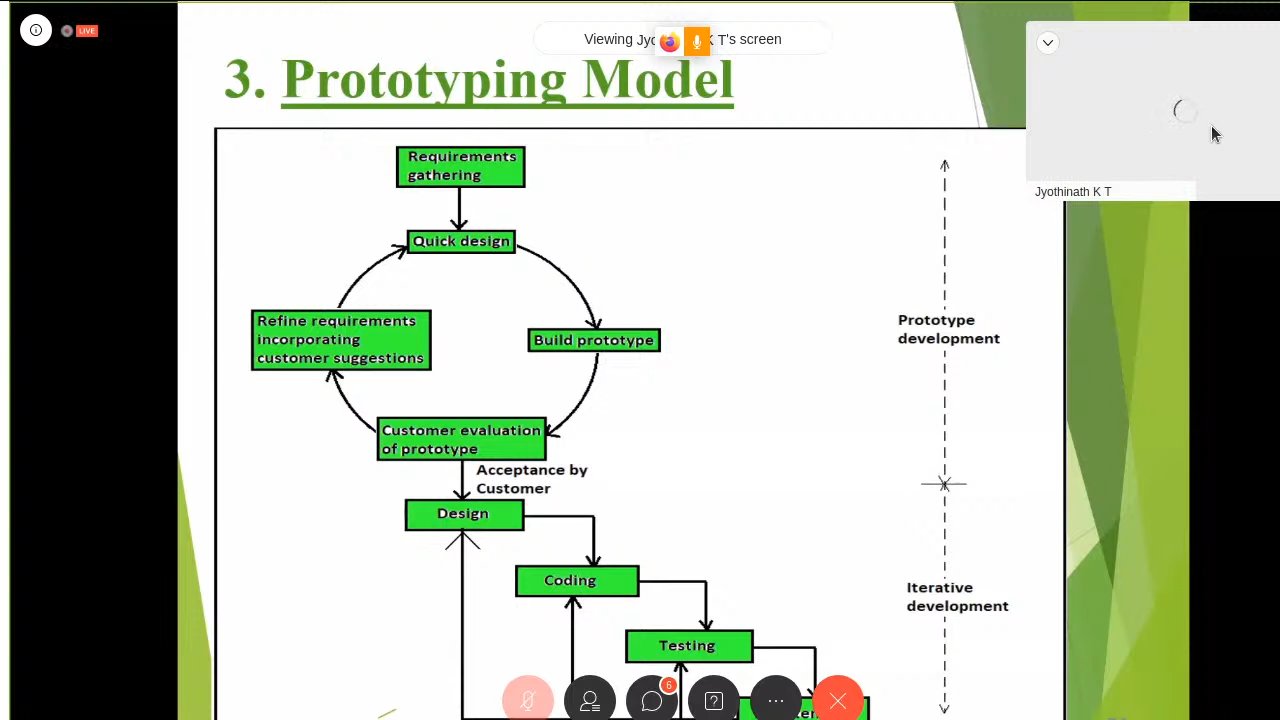 LIVE
Viewing Jyo K T's screen
3. Prototyping Model
Jyothinath K T
Requirements
gathering
Quick design
Refine requirements
incorporating
customer suggestions
Build prototype
Prototype
development
Customer evaluation
of prototype
Acceptance by
Customer
Design
Coding
Iterative
development
Testing
6